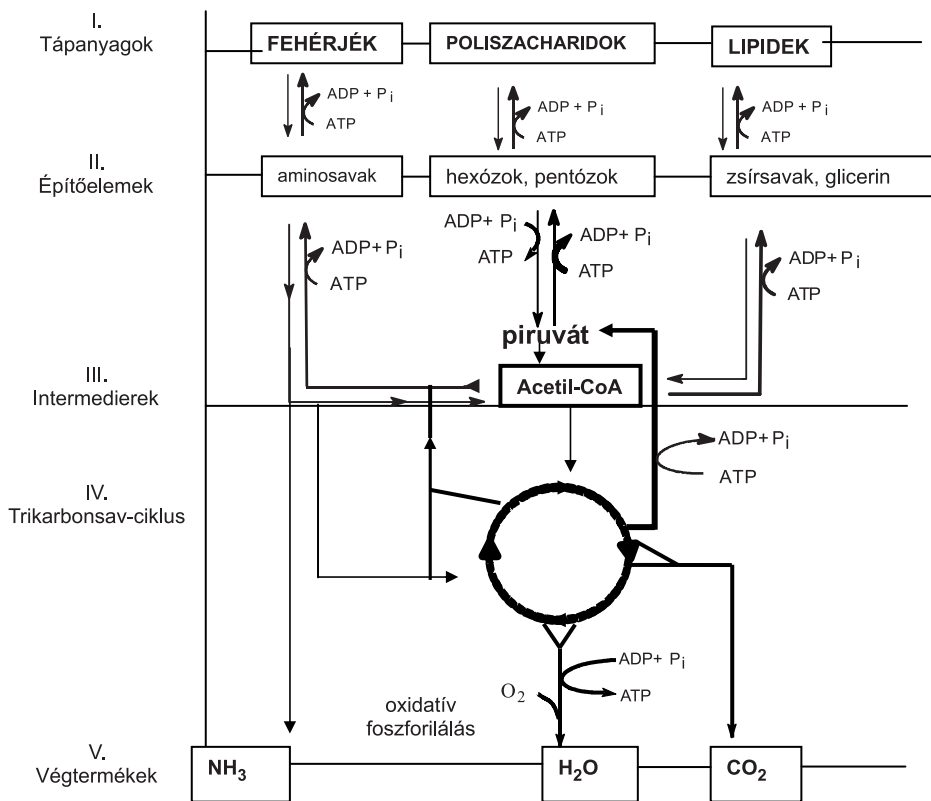 I.
Tápanyagok
FEHÉRJÉK
POLISZACHARIDOK
LIPIDEK
ADP + Pi
ATP
ADP + Pi
ATP
ADP + Pi
ATP
II.
Építőelemek
aminosavak
hexózok, pentózok
zsírsavak, glicerin
ADP+ Pi
ATP
ADP+ Pi
ATP
ADP+ Pi
ATP
ADP+ Pi
ATP
piruvát
III.
Intermedierek
Acetil-CoA
ADP+ Pi
ATP
IV.
Trikarbonsav-ciklus
ADP+ Pi
ATP
O2
oxidatív
foszforilálás
V.
Végtermékek
NH3
H2O
CO2